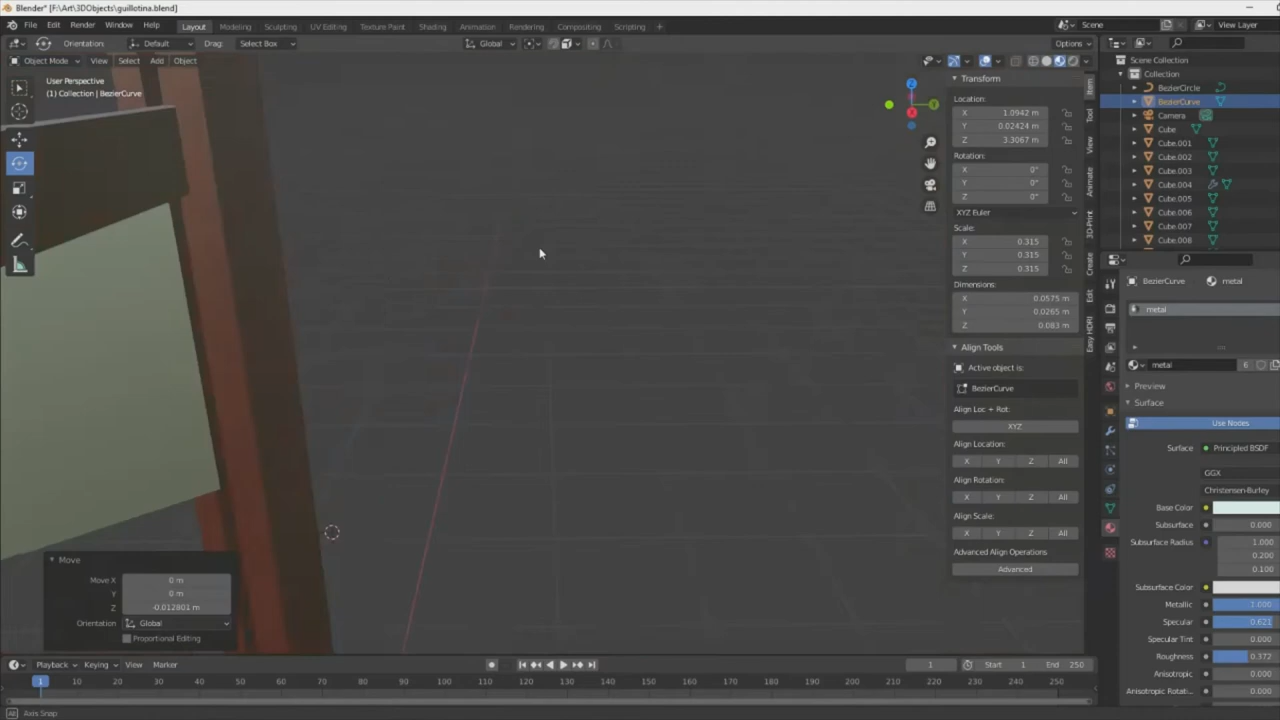 Blender* [F:\Art\3DObjects\guillotina.blend]
File Edit Render Window Help Layout Modeling Sculpting UV Editing Texture Paint Shading Animation Rendering Compositing Scripting + Scene View Layer
Orientation: Default Drag: Select Box Global Options
Object Mode View Select Add Object
User Perspective
(1) Collection | BezierCurve
Transform
Location:
X 1.0942 m
Y 0.02424 m
Z 3.3067 m
Rotation:
X 0°
Y 0°
Z 0°
XYZ Euler
Scale:
X 0.315
Y 0.315
Z 0.315
Dimensions:
X 0.0575 m
Y 0.0265 m
Z 0.083 m
Align Tools
Active object is:
BezierCurve
Align Loc + Rot:
XYZ
Align Location:
X Y Z All
Align Rotation:
X Y Z All
Align Scale:
X Y Z All
Advanced Align Operations
Advanced
Item
Tool
View
Animate
3D-Print
Create
Edit
Easy HDRI
Scene Collection
Collection
BezierCircle
BezierCurve
Camera
Cube
Cube.001
Cube.002
Cube.003
Cube.004
Cube.005
Cube.006
Cube.007
Cube.008
BezierCurve metal
metal
metal 6
Preview
Surface
Use Nodes
Surface Principled BSDF
GGX
Christensen-Burley
Base Color
Subsurface 0.000
Subsurface Radius 1.000
0.200
0.100
Subsurface Color
Metallic 1.000
Specular 0.621
Specular Tint 0.000
Roughness 0.372
Anisotropic 0.000
Anisotropic Rotati... 0.000
Move
Move X 0 m
Y 0 m
Z -0.012801 m
Orientation Global
Proportional Editing
Playback Keying View Marker 1 Start 1 End 250
1 10 20 30 40 50 60 70 80 90 100 110 120 130 140 150 160 170 180 190 200 210 220 230 240 250
Axis Snap